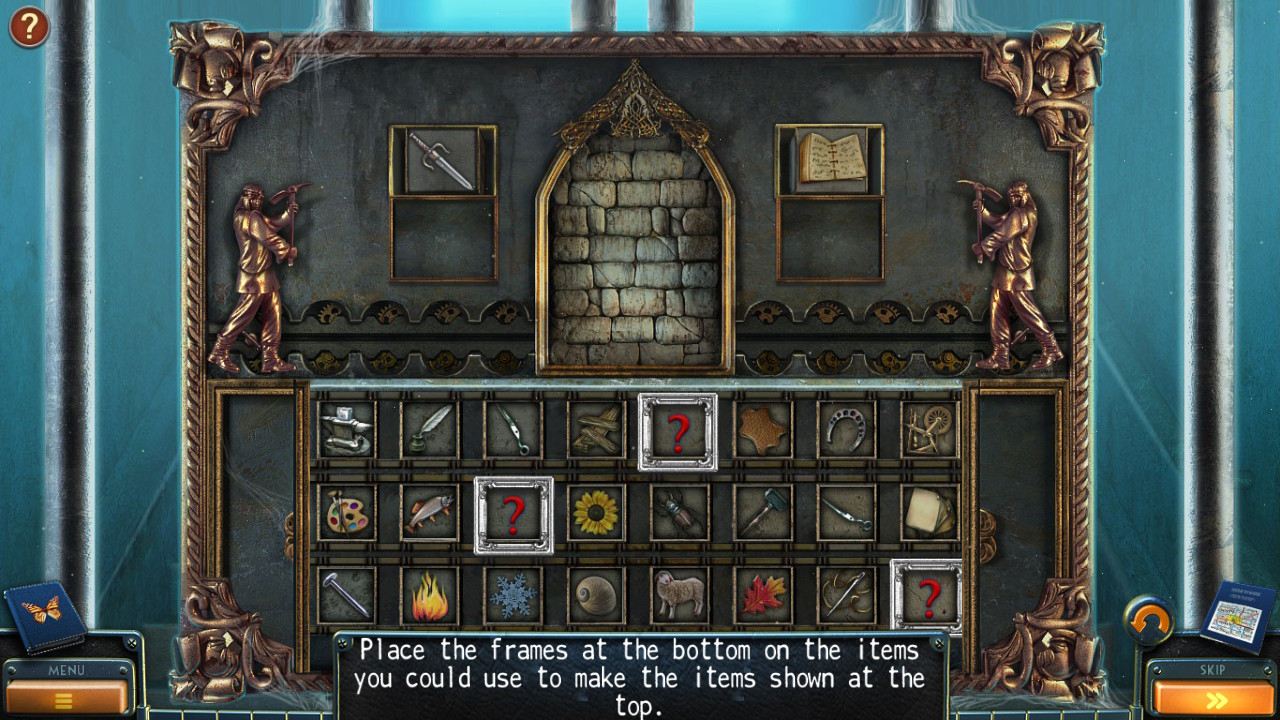 ?
?
?
?
Place the frames at the bottom on the items
you could use to make the items shown at the
top.
MENU
SKIP